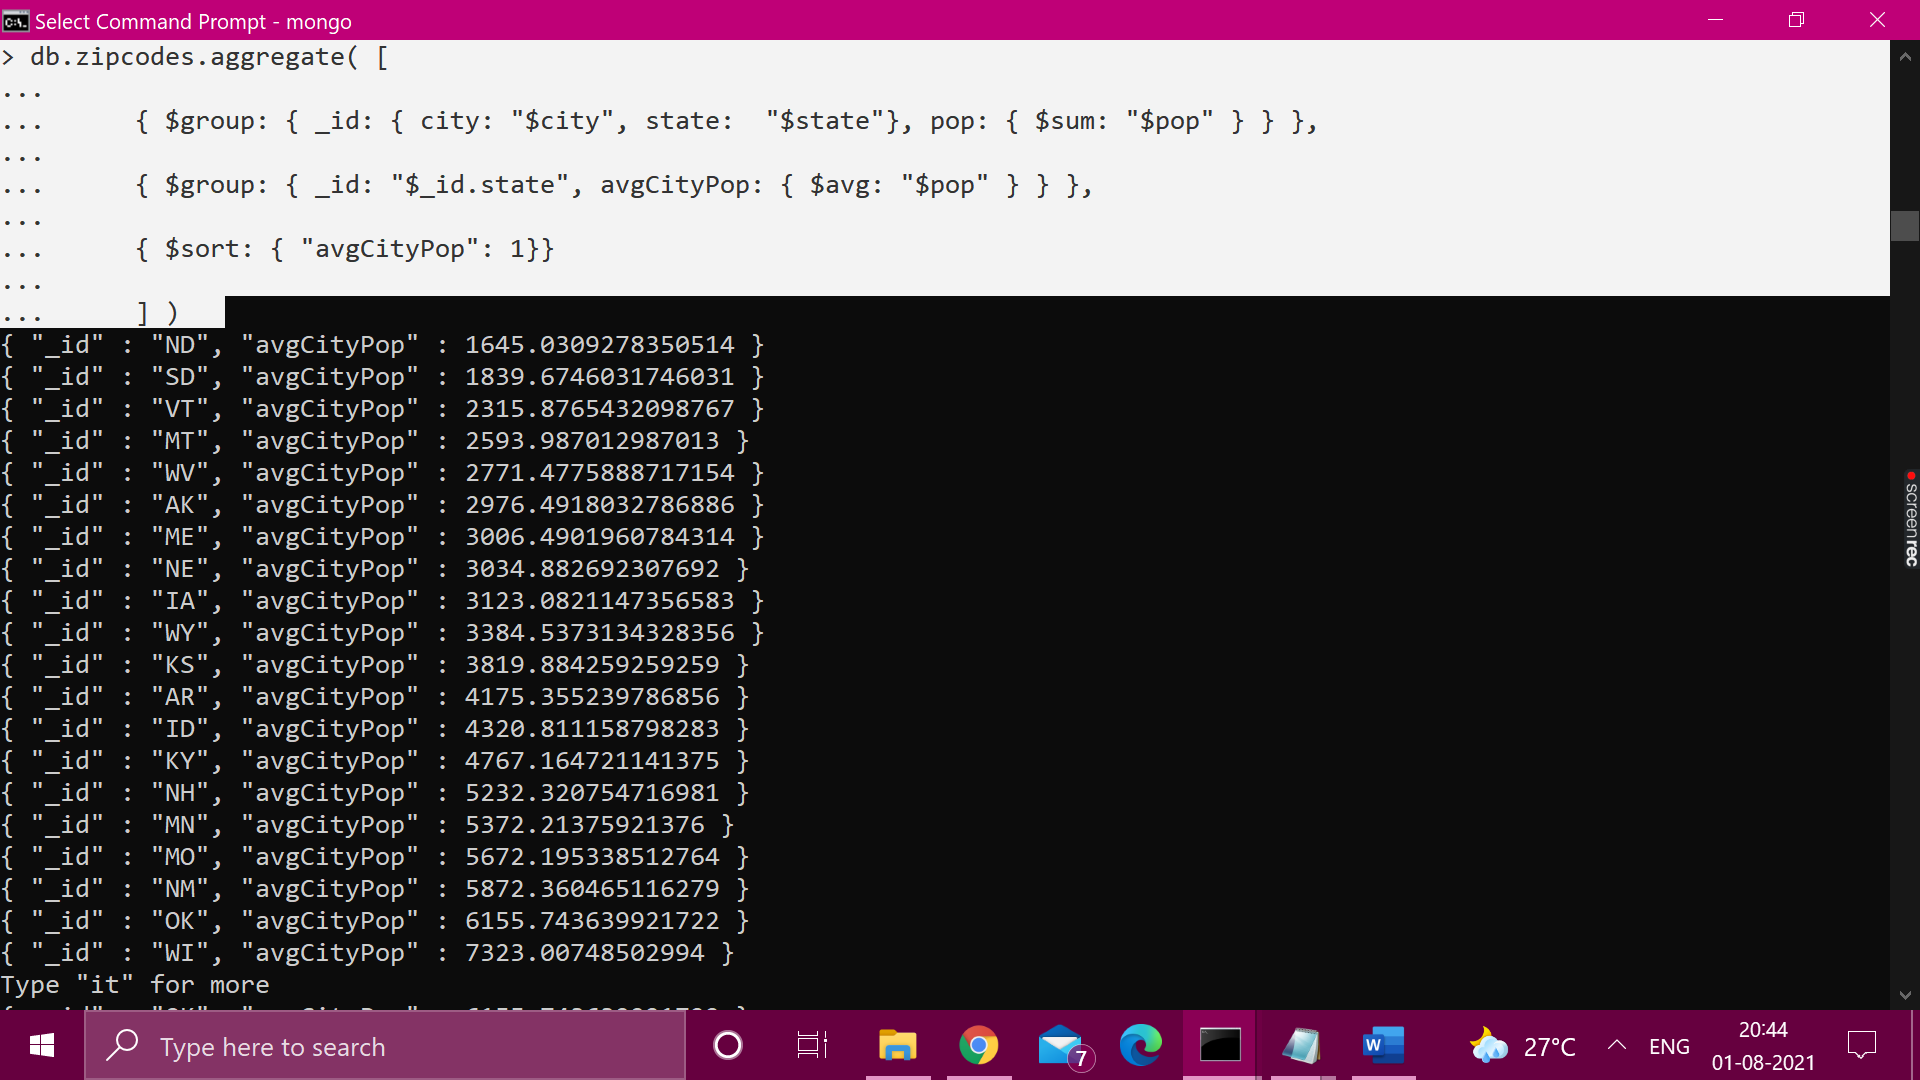 Select Command Prompt - mongo
> db.zipcodes.aggregate( [
...
...      { $group: { _id: { city: "$city", state:  "$state"}, pop: { $sum: "$pop" } } },
...
...      { $group: { _id: "$_id.state", avgCityPop: { $avg: "$pop" } } },
...
...      { $sort: { "avgCityPop": 1}}
...
...      ] )
{ "_id" : "ND", "avgCityPop" : 1645.0309278350514 }
{ "_id" : "SD", "avgCityPop" : 1839.6746031746031 }
{ "_id" : "VT", "avgCityPop" : 2315.8765432098767 }
{ "_id" : "MT", "avgCityPop" : 2593.987012987013 }
{ "_id" : "WV", "avgCityPop" : 2771.4775888717154 }
{ "_id" : "AK", "avgCityPop" : 2976.4918032786886 }
{ "_id" : "ME", "avgCityPop" : 3006.4901960784314 }
{ "_id" : "NE", "avgCityPop" : 3034.882692307692 }
{ "_id" : "IA", "avgCityPop" : 3123.0821147356583 }
{ "_id" : "WY", "avgCityPop" : 3384.5373134328356 }
{ "_id" : "KS", "avgCityPop" : 3819.884259259259 }
{ "_id" : "AR", "avgCityPop" : 4175.355239786856 }
{ "_id" : "ID", "avgCityPop" : 4320.811158798283 }
{ "_id" : "KY", "avgCityPop" : 4767.164721141375 }
{ "_id" : "NH", "avgCityPop" : 5232.320754716981 }
{ "_id" : "MN", "avgCityPop" : 5372.21375921376 }
{ "_id" : "MO", "avgCityPop" : 5672.195338512764 }
{ "_id" : "NM", "avgCityPop" : 5872.360465116279 }
{ "_id" : "OK", "avgCityPop" : 6155.743639921722 }
{ "_id" : "WI", "avgCityPop" : 7323.00748502994 }
Type "it" for more
screenrec
Type here to search
7
27°C
ENG
20:44
01-08-2021